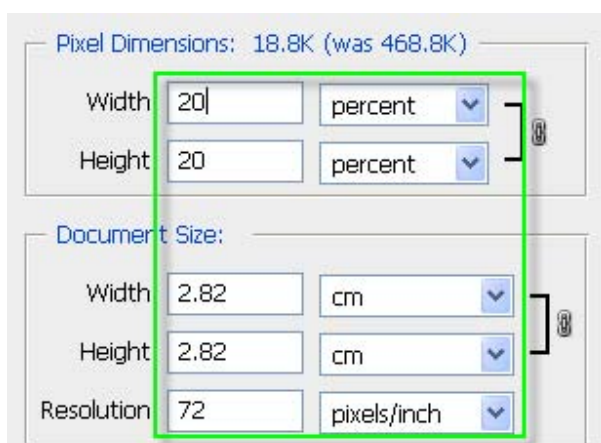 Pixel Dimensions: 18.8K (was 468.8K)
Width 20 percent
Height 20 percent
Document Size:
Width 2.82 cm
Height 2.82 cm
Resolution 72 pixels/inch